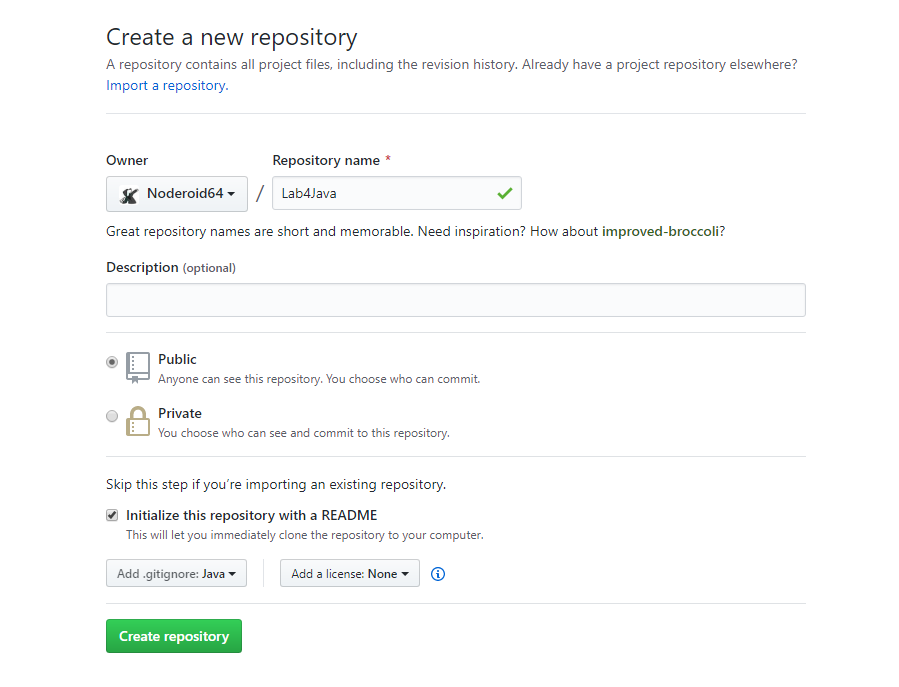 Create a new repository
A repository contains all project files, including the revision history. Already have a project repository elsewhere?
Import a repository.
Owner
Repository name *
Noderoid64
/
Lab4Java
Great repository names are short and memorable. Need inspiration? How about improved-broccoli?
Description (optional)
Public
Anyone can see this repository. You choose who can commit.
Private
You choose who can see and commit to this repository.
Skip this step if you’re importing an existing repository.
Initialize this repository with a README
This will let you immediately clone the repository to your computer.
Add .gitignore: Java
Add a license: None
Create repository